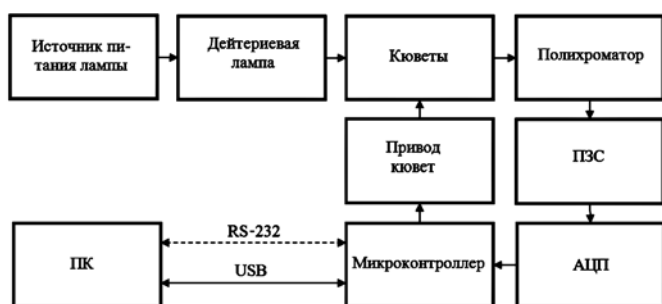 Источник пи-
тания лампы
Дейтериевая
лампа
Кюветы
Полихроматор
Привод
кювет
ПЗС
RS-232
ПК
USB
Микроконтроллер
АЦП